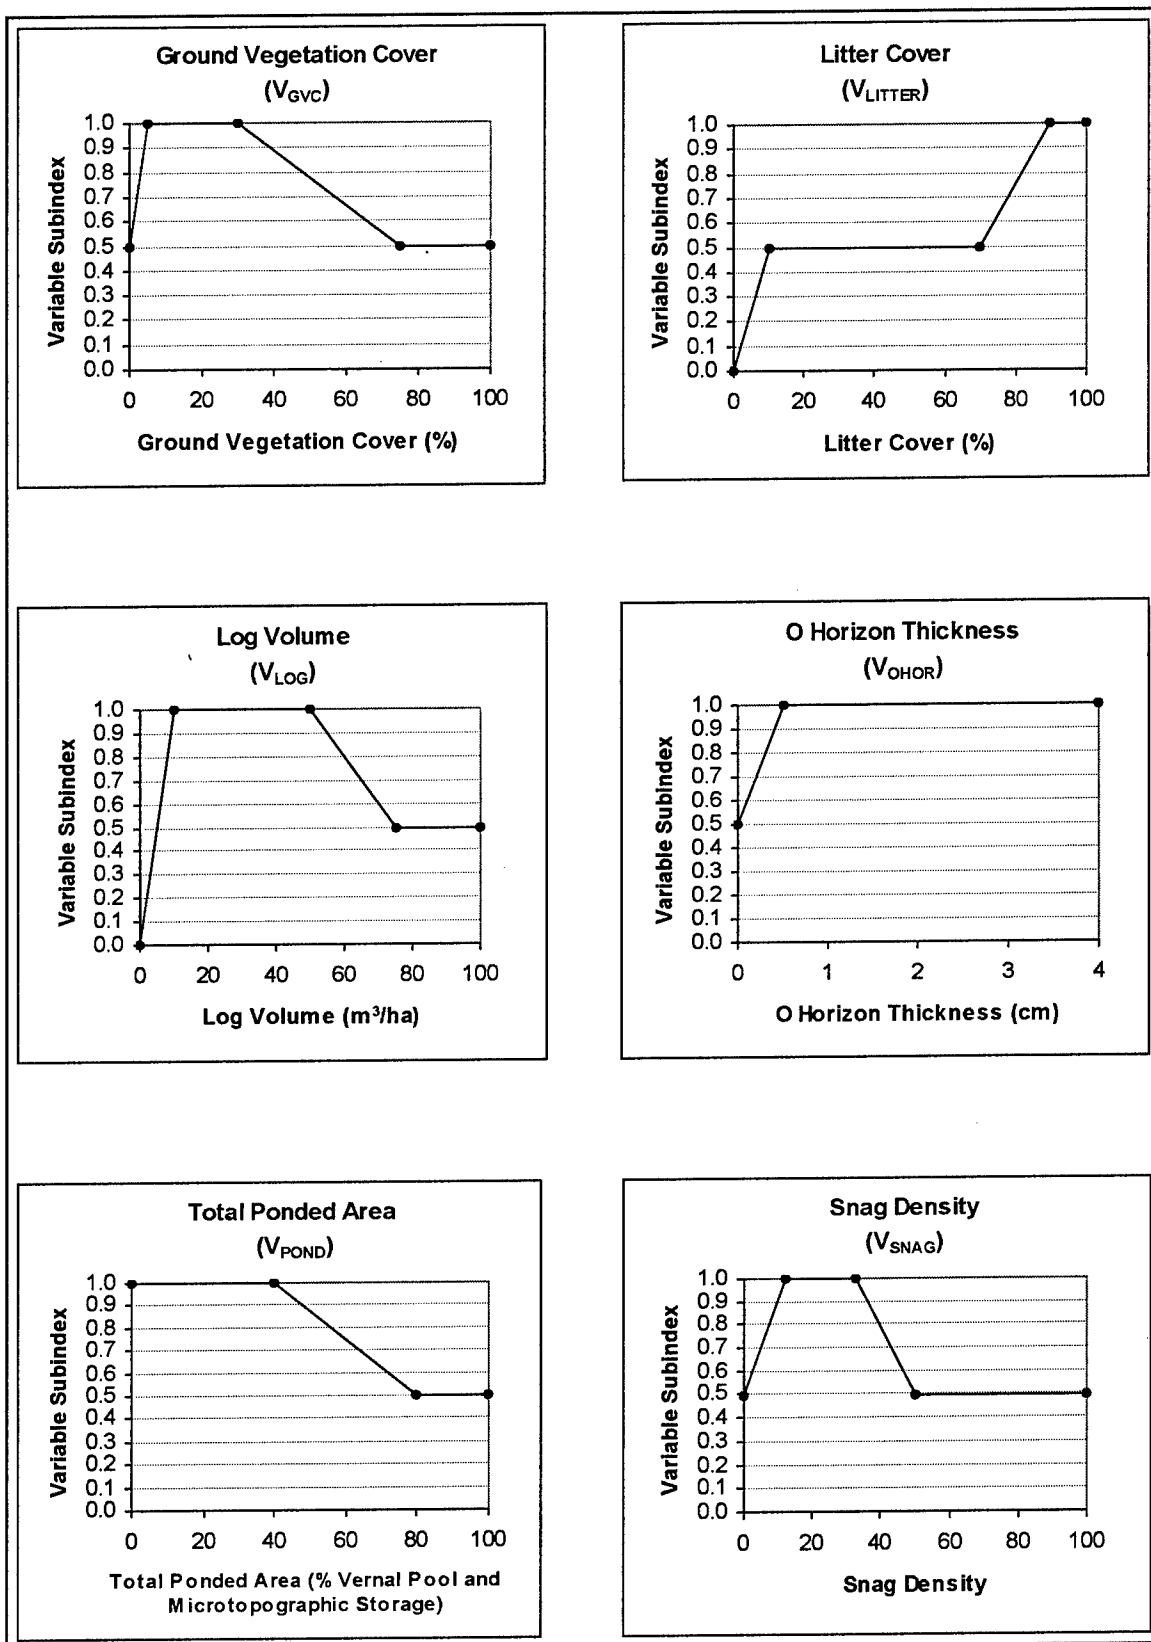 Ground Vegetation Cover
(VGVC)
Variable Subindex
1.0
0.9
0.8
0.7
0.6
0.5
0.4
0.3
0.2
0.1
0.0
0 20 40 60 80 100
Ground Vegetation Cover (%)
Litter Cover
(VLITTER)
Variable Subindex
1.0
0.9
0.8
0.7
0.6
0.5
0.4
0.3
0.2
0.1
0.0
0 20 40 60 80 100
Litter Cover (%)
Log Volume
(VLOG)
Variable Subindex
1.0
0.9
0.8
0.7
0.6
0.5
0.4
0.3
0.2
0.1
0.0
0 20 40 60 80 100
Log Volume (m³/ha)
O Horizon Thickness
(VOHOR)
Variable Subindex
1.0
0.9
0.8
0.7
0.6
0.5
0.4
0.3
0.2
0.1
0.0
0 1 2 3 4
O Horizon Thickness (cm)
Total Ponded Area
(VPOND)
Variable Subindex
1.0
0.9
0.8
0.7
0.6
0.5
0.4
0.3
0.2
0.1
0.0
0 20 40 60 80 100
Total Ponded Area (% Vernal Pool and
Microtopographic Storage)
Snag Density
(VSNAG)
Variable Subindex
1.0
0.9
0.8
0.7
0.6
0.5
0.4
0.3
0.2
0.1
0.0
0 20 40 60 80 100
Snag Density